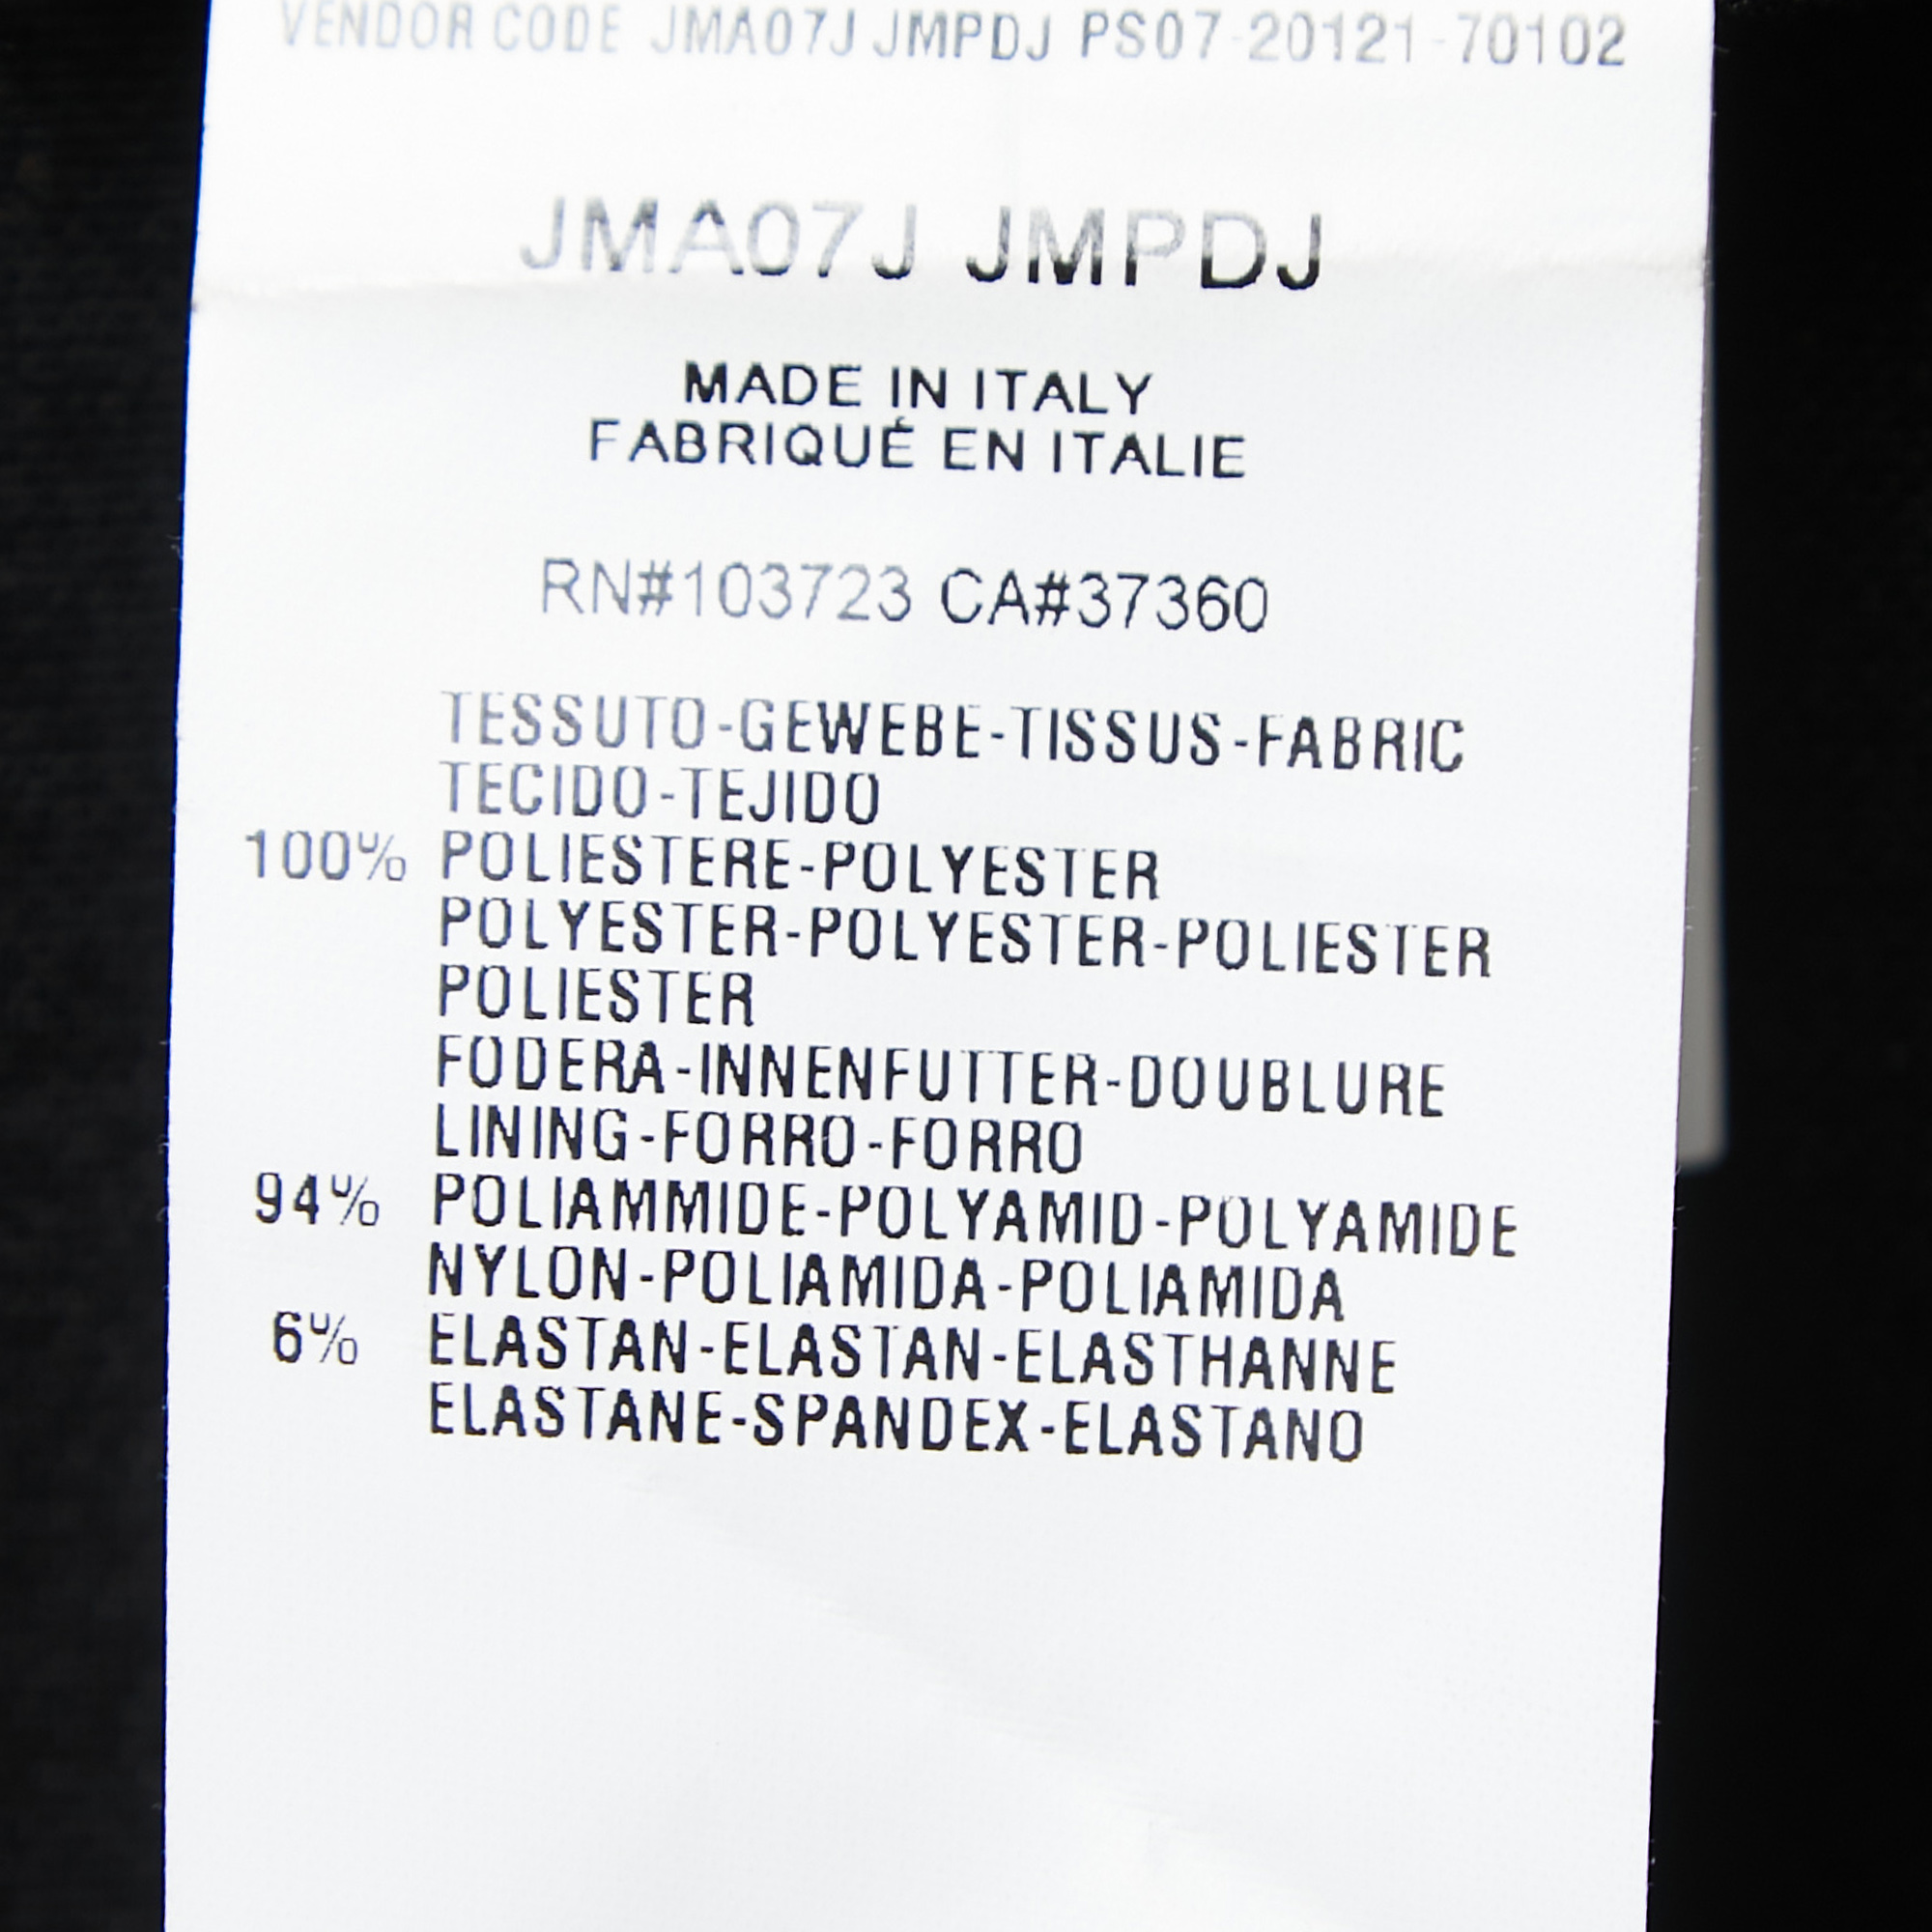 VENDOR CODE JMA07J JMPDJ PS07-20121-70102
JMA07J JMPDJ
MADE IN ITALY
FABRIQUÉ EN ITALIE
RN#103723 CA#37360
TESSUTO-GEWEBE-TISSUS-FABRIC
TECIDO-TEJIDO
100% POLIESTERE-POLYESTER
POLYESTER-POLYESTER-POLIESTER
POLIESTER
FODERA-INNENFUTTER-DOUBLURE
LINING-FORRO-FORRO
94% POLIAMMIDE-POLYAMID-POLYAMIDE
NYLON-POLIAMIDA-POLIAMIDA
6% ELASTAN-ELASTAN-ELASTHANNE
ELASTANE-SPANDEX-ELASTANO